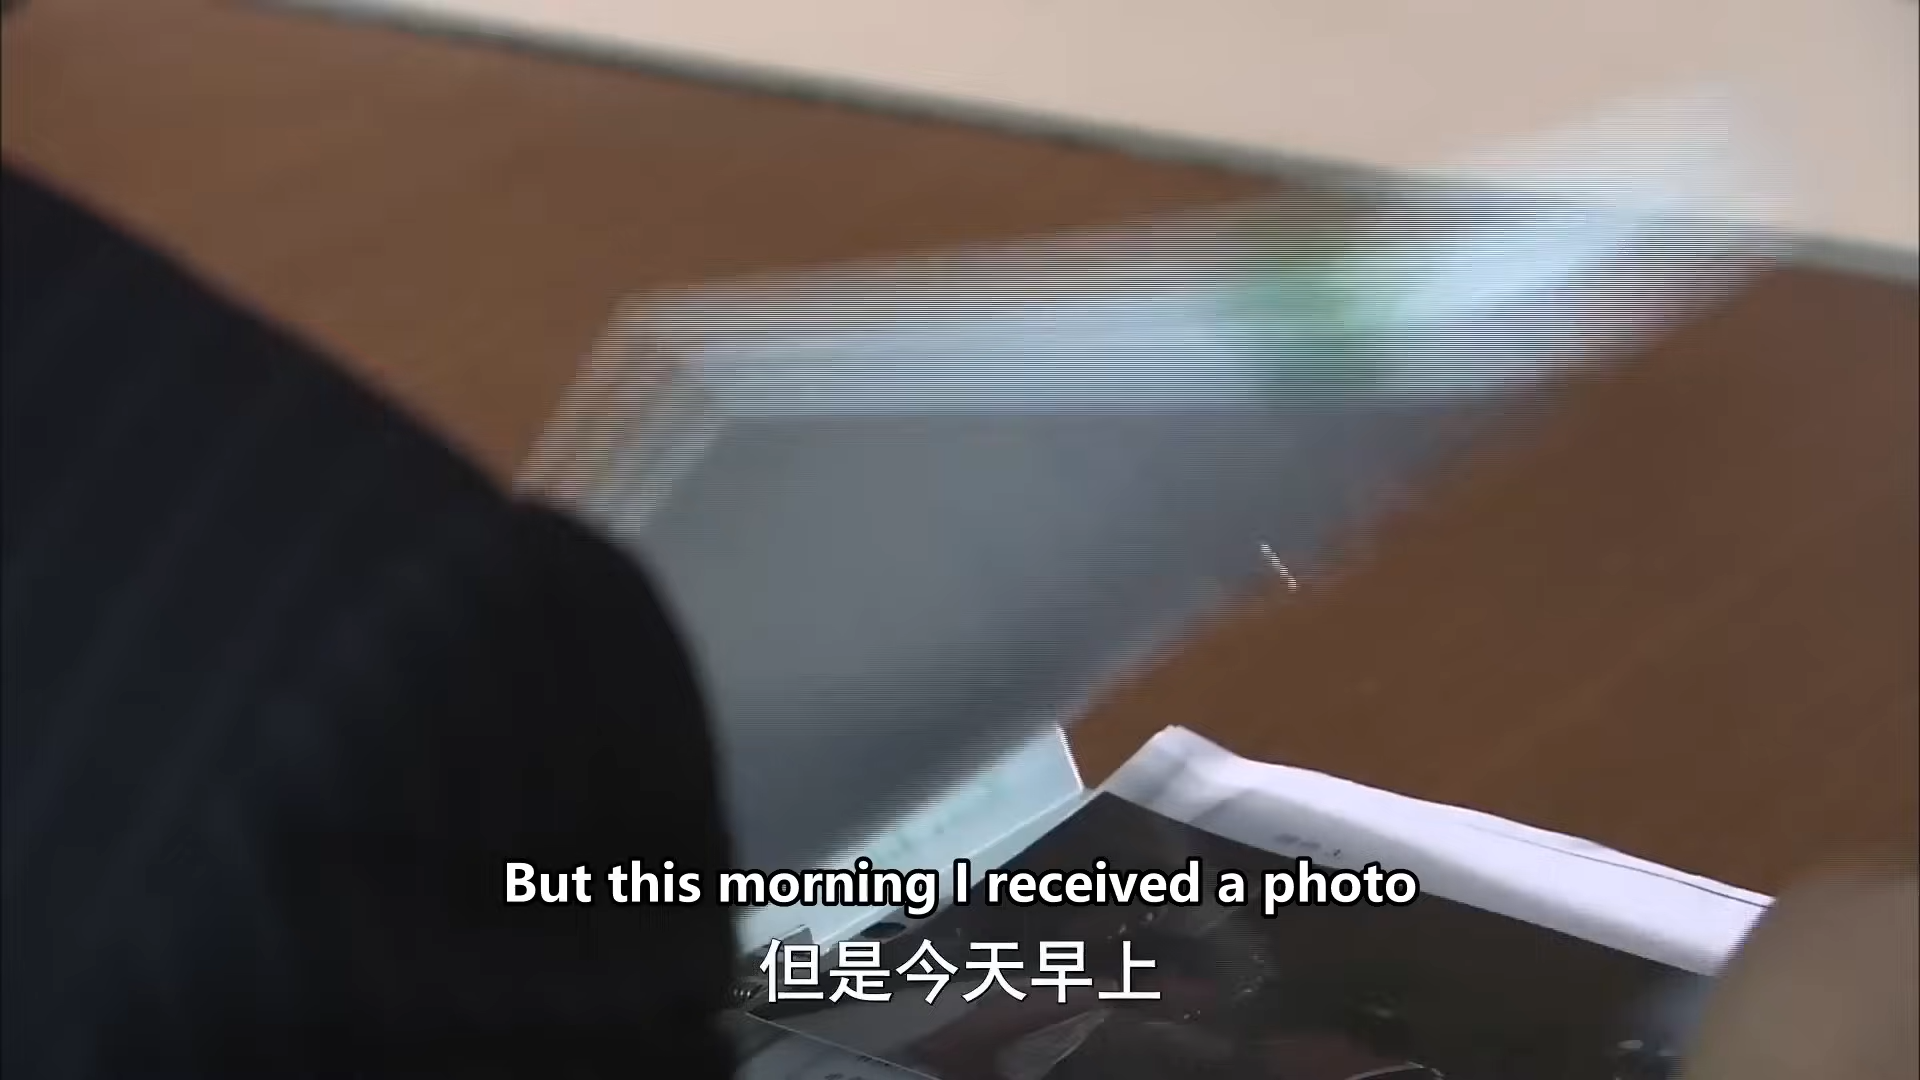 But this morning I received a photo
但是今天早上